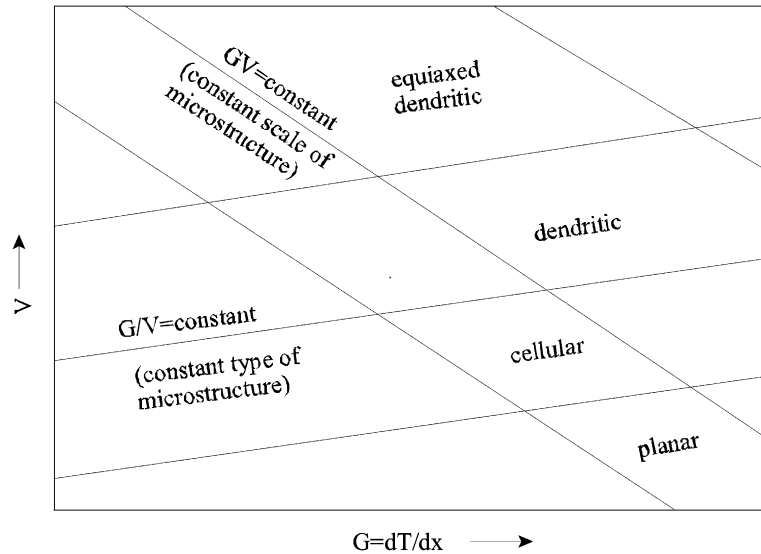 GV=constant
(constant scale of
microstructure)
equiaxed
dendritic
dendritic
G/V=constant
(constant type of
microstructure)
cellular
planar
V
G=dT/dx